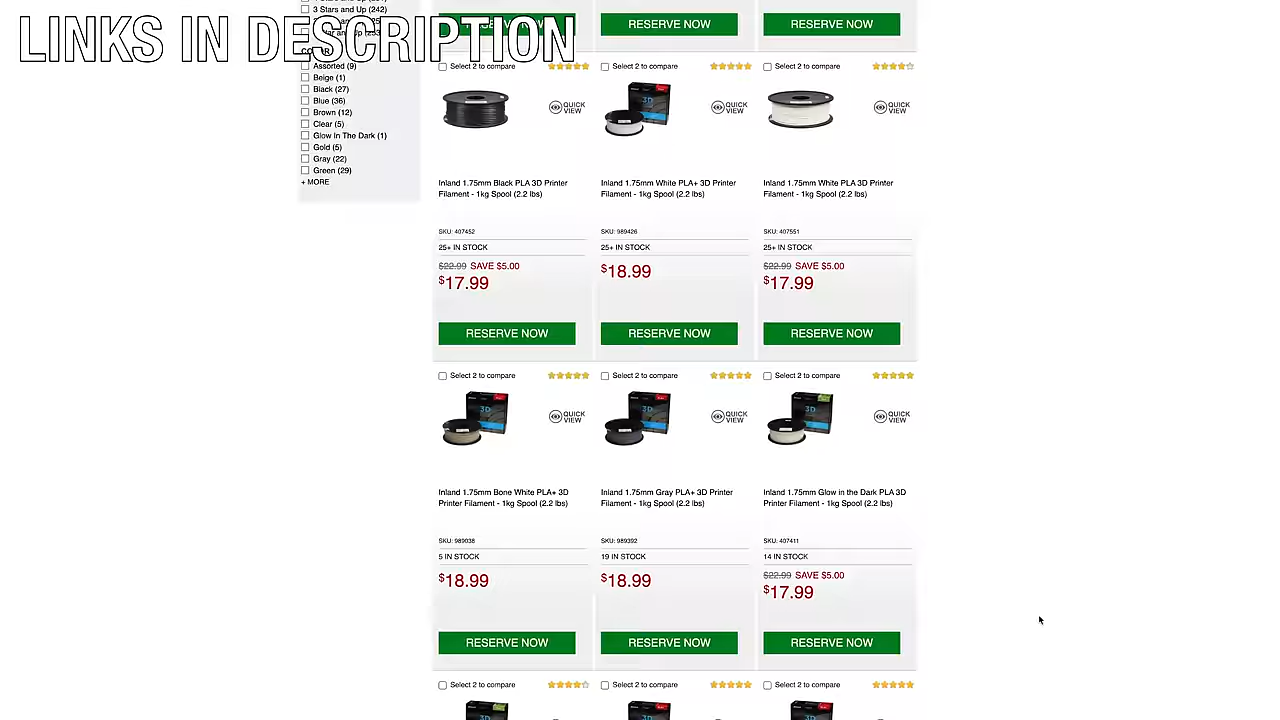 LINKS IN DESCRIPTION
3 Stars and Up (242)
COLOR
Assorted (9)
Beige (1)
Black (27)
Blue (36)
Brown (12)
Clear (5)
Glow In The Dark (1)
Gold (5)
Gray (22)
Green (29)
+ MORE
RESERVE NOW RESERVE NOW RESERVE NOW
Select 2 to compare Select 2 to compare Select 2 to compare
QUICK VIEW QUICK VIEW QUICK VIEW
Inland 1.75mm Black PLA 3D Printer
Filament - 1kg Spool (2.2 lbs)
SKU: 407452
25+ IN STOCK
$22.99 SAVE $5.00
$17.99
RESERVE NOW
Inland 1.75mm White PLA+ 3D Printer
Filament - 1kg Spool (2.2 lbs)
SKU: 989426
25+ IN STOCK
$18.99
RESERVE NOW
Inland 1.75mm White PLA 3D Printer
Filament - 1kg Spool (2.2 lbs)
SKU: 407551
25+ IN STOCK
$22.99 SAVE $5.00
$17.99
RESERVE NOW
Select 2 to compare Select 2 to compare Select 2 to compare
QUICK VIEW QUICK VIEW QUICK VIEW
Inland 1.75mm Bone White PLA+ 3D
Printer Filament - 1kg Spool (2.2 lbs)
SKU: 989038
5 IN STOCK
$18.99
RESERVE NOW
Inland 1.75mm Gray PLA+ 3D Printer
Filament - 1kg Spool (2.2 lbs)
SKU: 989392
19 IN STOCK
$18.99
RESERVE NOW
Inland 1.75mm Glow in the Dark PLA 3D
Printer Filament - 1kg Spool (2.2 lbs)
SKU: 407411
14 IN STOCK
$22.99 SAVE $5.00
$17.99
RESERVE NOW
Select 2 to compare Select 2 to compare Select 2 to compare